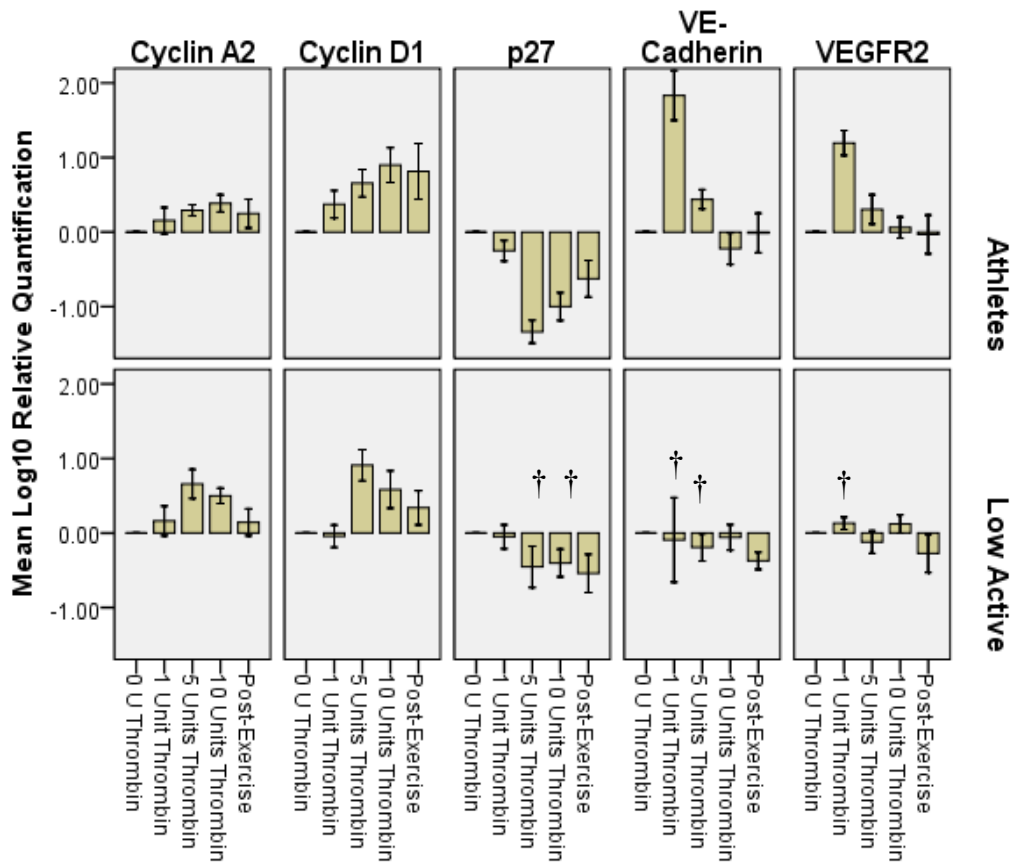 Cyclin A2 Cyclin D1 p27 VE-
Cadherin VEGFR2
Mean Log10 Relative Quantification
2.00
1.00
0.00
-1.00
Athletes
2.00
1.00
0.00
-1.00
† † † † †
Low Active
0 U Thrombin
1 Unit Thrombin
5 Units Thrombin
10 Units Thrombin
Post-Exercise
0 U Thrombin
1 Unit Thrombin
5 Units Thrombin
10 Units Thrombin
Post-Exercise
0 U Thrombin
1 Unit Thrombin
5 Units Thrombin
10 Units Thrombin
Post-Exercise
0 U Thrombin
1 Unit Thrombin
5 Units Thrombin
10 Units Thrombin
Post-Exercise
0 U Thrombin
1 Unit Thrombin
5 Units Thrombin
10 Units Thrombin
Post-Exercise